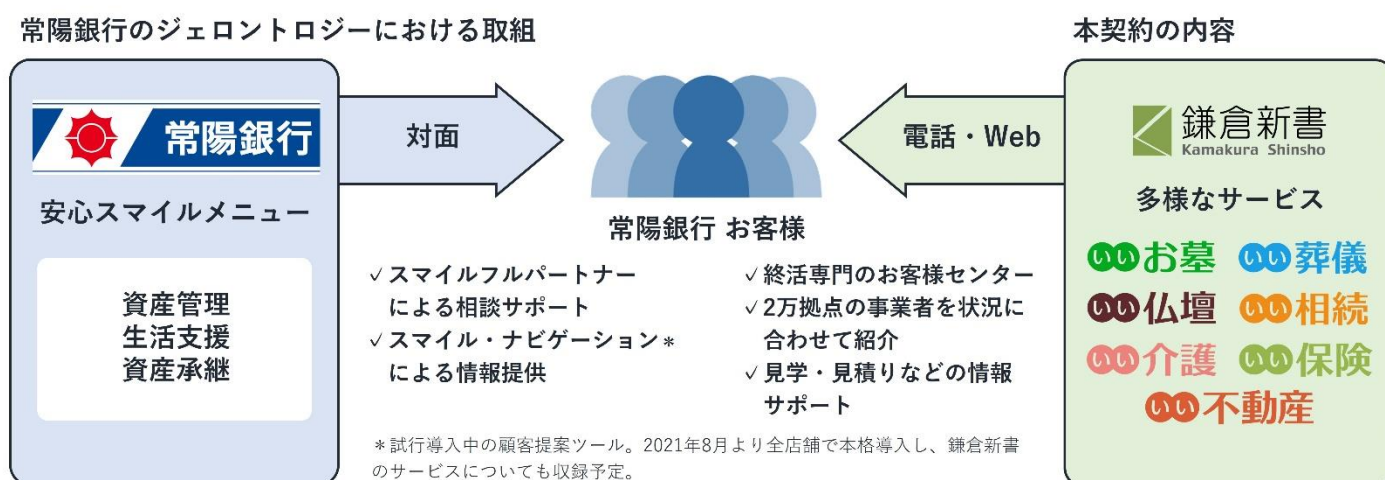 常陽銀行のジェロントロジーにおける取組
常陽銀行
安心スマイルメニュー
資産管理
生活支援
資産承継
対面
常陽銀行 お客様
電話・Web
✓スマイルフルパートナー
による相談サポート
✓スマイル・ナビゲーション*
による情報提供
✓終活専門のお客様センター
✓2万拠点の事業者を状況に
合わせて紹介
✓見学・見積りなどの情報
サポート
*試行導入中の顧客提案ツール。2021年8月より全店舗で本格導入し、鎌倉新書
のサービスについても収録予定。
本契約の内容
鎌倉新書
Kamakura Shinsho
多様なサービス
いいお墓 いい葬儀
いい仏壇 いい相続
いい介護 いい保険
いい不動産